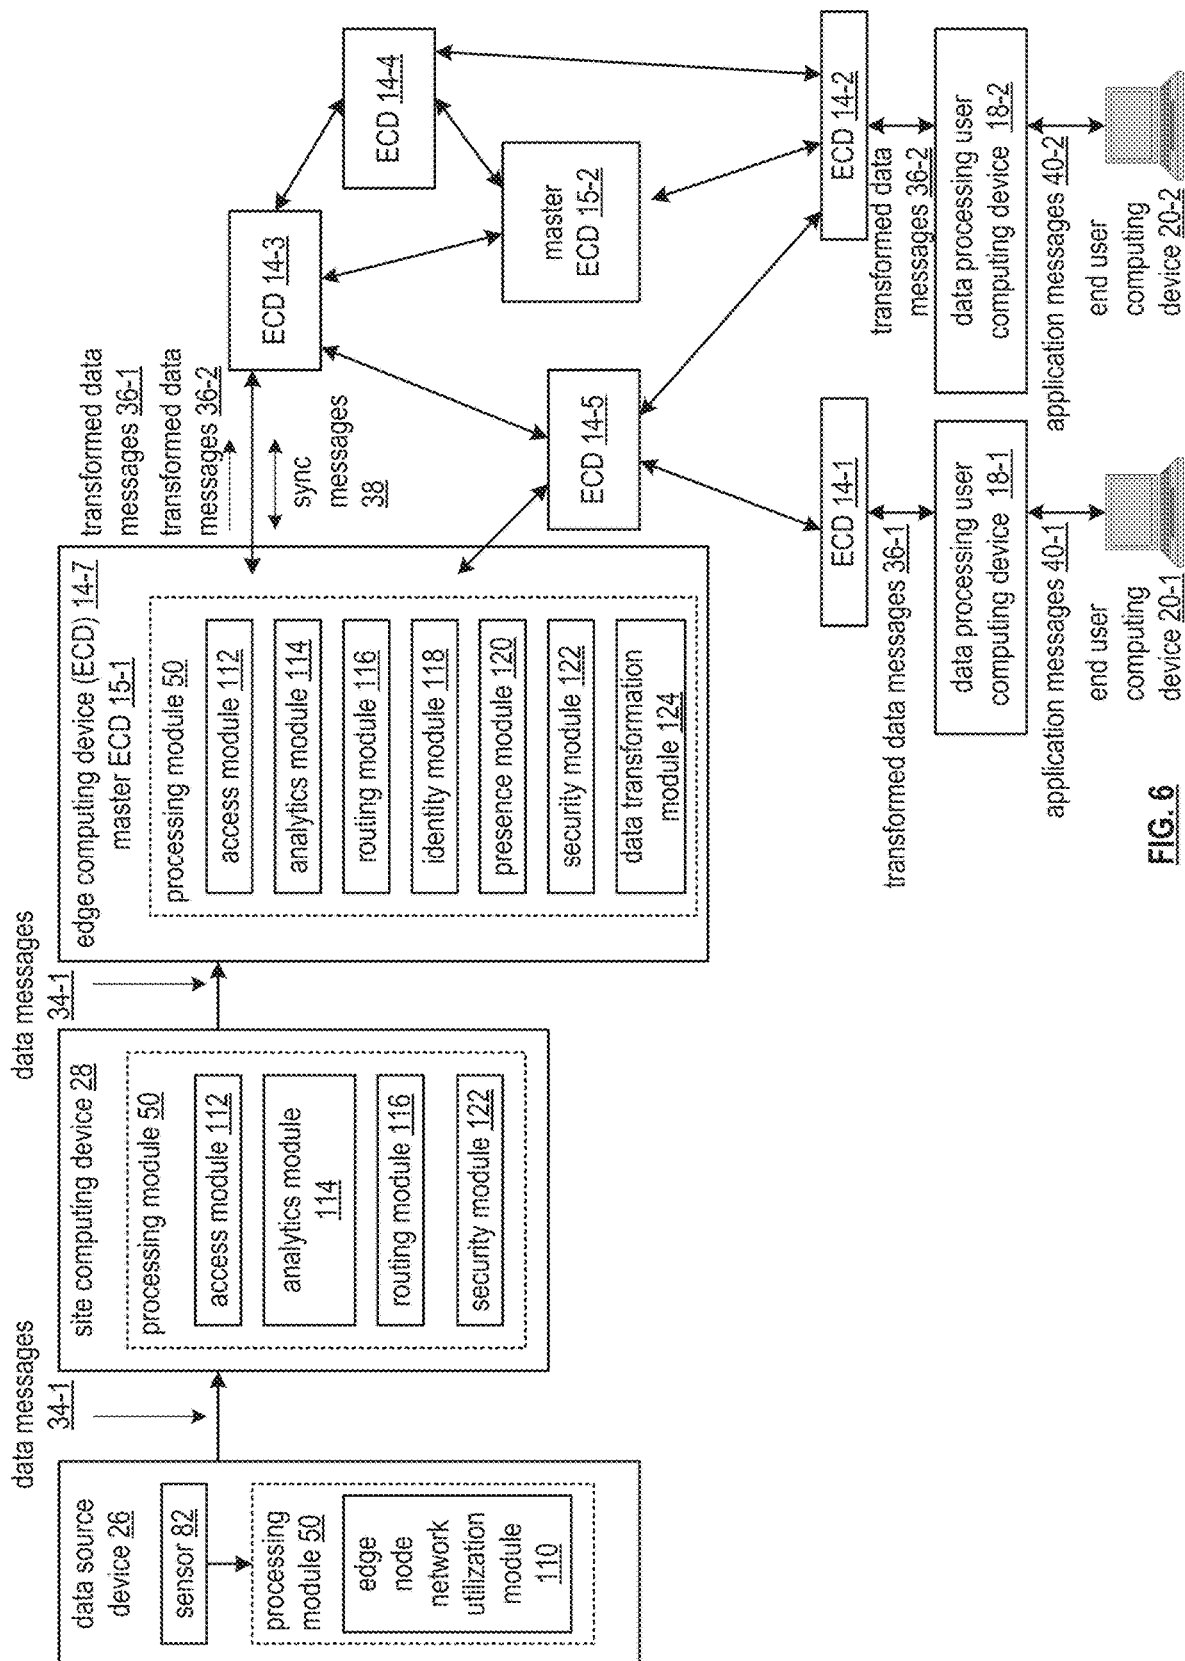 data source
device 26
sensor 82
processing
module 50
edge
node
network
utilization
module
110
data messages
34-1
site computing device 28
processing module 50
access module 112
analytics module
114
routing module 116
security module 122
data messages
34-1
edge computing device (ECD) 14-7
master ECD 15-1
processing module 50
access module 112
analytics module 114
routing module 116
identity module 118
presence module 120
security module 122
data transformation
module 124
transformed data
messages 36-1
transformed data
messages 36-2
sync
messages
38
ECD 14-3
ECD 14-4
master
ECD 15-2
ECD 14-5
ECD 14-1
ECD 14-2
transformed data messages 36-1
transformed data
messages 36-2
data processing user
computing device 18-1
data processing user
computing device 18-2
application messages 40-1
application messages 40-2
end user
computing
device 20-1
end user
computing
device 20-2
FIG. 6